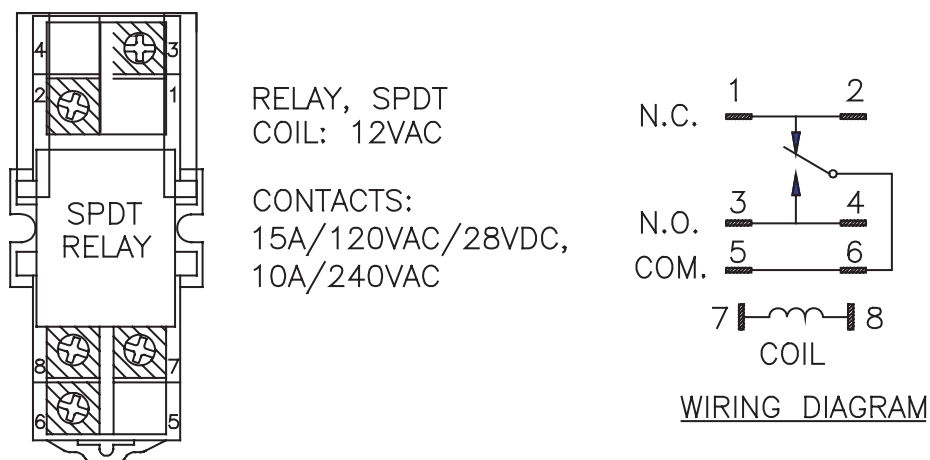 4 3
2 1
SPDT
RELAY
8 7
6 5
RELAY, SPDT
COIL: 12VAC
CONTACTS:
15A/120VAC/28VDC,
10A/240VAC
N.C. 1 2
N.O. 3 4
COM. 5 6
7 8
COIL
WIRING DIAGRAM